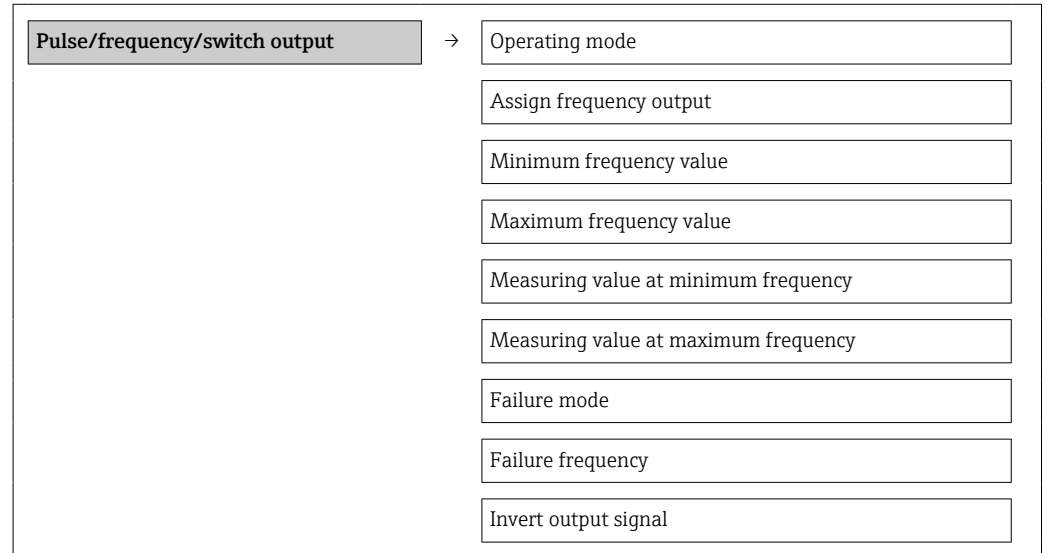 Pulse/frequency/switch output → Operating mode
Assign frequency output
Minimum frequency value
Maximum frequency value
Measuring value at minimum frequency
Measuring value at maximum frequency
Failure mode
Failure frequency
Invert output signal